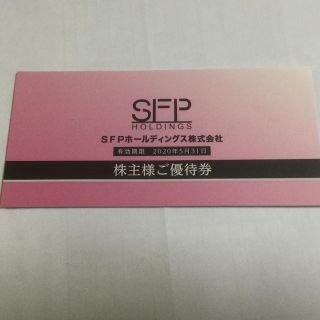 SFP
HOLDINGS
SFPホールディングス株式会社
有効期限 2020年5月31日
株主様ご優待券